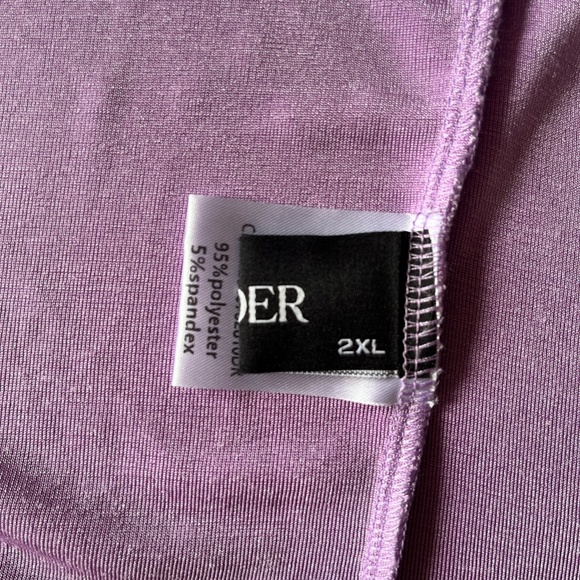 DER
2XL
95%polyester
5%spandex